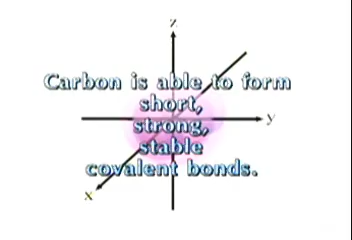 z
Carbon is able to form
short,
strong,
y
stable
covalent bonds.
x